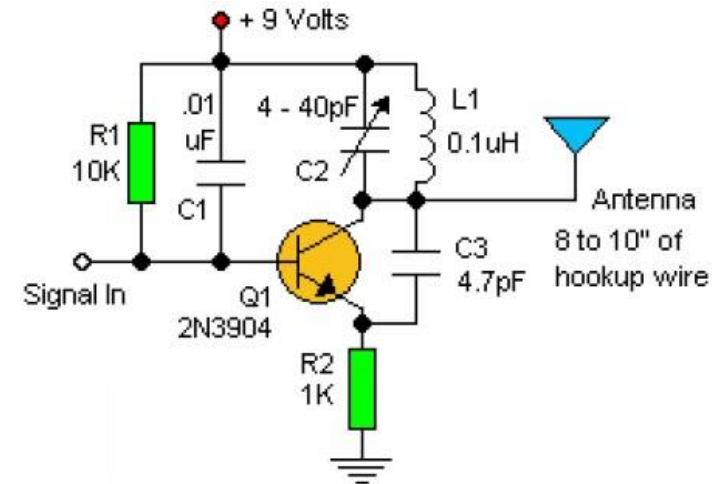 + 9 Volts
R1
10K
.01
uF
C1
4 - 40pF
C2
L1
0.1uH
Antenna
8 to 10" of
hookup wire
C3
4.7pF
Signal In
Q1
2N3904
R2
1K